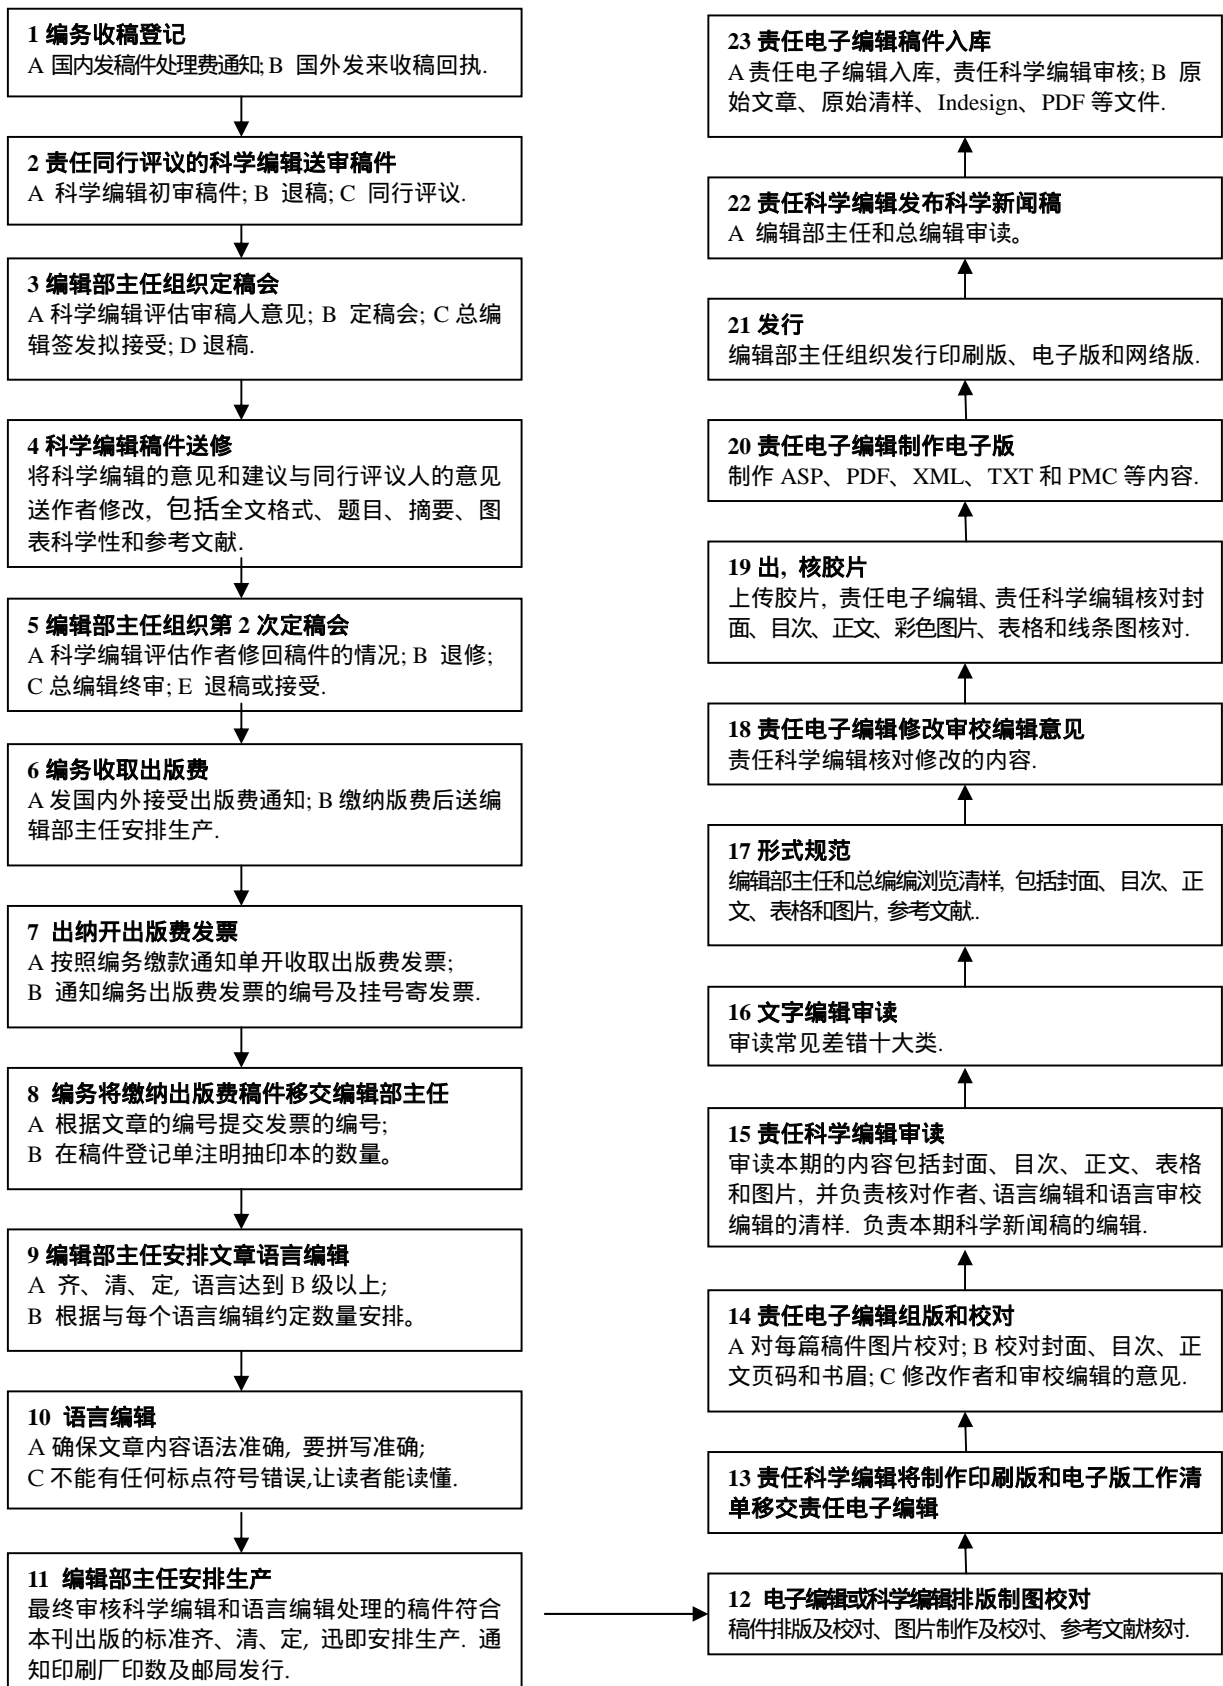 1 编务收稿登记
A 国内发稿件处理费通知; B 国外发来收稿回执.
2 责任同行评议的科学编辑送审稿件
A 科学编辑初审稿件; B 退稿; C 同行评议.
3 编辑部主任组织定稿会
A 科学编辑评估审稿人意见; B 定稿会; C 总编
辑签发拟接受; D 退稿.
4 科学编辑稿件送修
将科学编辑的意见和建议与同行评议人的意见
送作者修改, 包括全文格式、题目、摘要、图
表科学性和参考文献.
5 编辑部主任组织第 2 次定稿会
A 科学编辑评估作者修回稿件的情况; B 退修;
C 总编辑终审; E 退稿或接受.
6 编务收取出版费
A 发国内外接受出版费通知; B 缴纳版费后送编
辑部主任安排生产.
7 出纳开出版费发票
A 按照编务缴款通知单开收取出版费发票;
B 通知编务出版费发票的编号及挂号寄发票.
8 编务将缴纳出版费稿件移交编辑部主任
A 根据文章的编号提交发票的编号;
B 在稿件登记单注明抽印本的数量。
9 编辑部主任安排文章语言编辑
A 齐、清、定, 语言达到 B 级以上;
B 根据与每个语言编辑约定数量安排。
10 语言编辑
A 确保文章内容语法准确, 要拼写准确;
C 不能有任何标点符号错误,让读者能读懂.
11 编辑部主任安排生产
最终审核科学编辑和语言编辑处理的稿件符合
本刊出版的标准齐、清、定, 迅即安排生产. 通
知印刷厂印数及邮局发行.
12 电子编辑或科学编辑排版制图校对
稿件排版及校对、图片制作及校对、参考文献核对.
13 责任科学编辑将制作印刷版和电子版工作清
单移交责任电子编辑
14 责任电子编辑组版和校对
A 对每篇稿件图片校对; B 校对封面、目次、正
文页码和书眉; C 修改作者和审校编辑的意见.
15 责任科学编辑审读
审读本期的内容包括封面、目次、正文、表格
和图片, 并负责核对作者、语言编辑和语言审校
编辑的清样. 负责本期科学新闻稿的编辑.
16 文字编辑审读
审读常见差错十大类.
17 形式规范
编辑部主任和总编编浏览清样, 包括封面、目次、正
文、表格和图片, 参考文献..
18 责任电子编辑修改审校编辑意见
责任科学编辑核对修改的内容.
19 出, 核胶片
上传胶片, 责任电子编辑、责任科学编辑核对封
面、目次、正文、彩色图片、表格和线条图核对.
20 责任电子编辑制作电子版
制作 ASP、PDF、XML、TXT 和 PMC 等内容.
21 发行
编辑部主任组织发行印刷版、电子版和网络版.
22 责任科学编辑发布科学新闻稿
A 编辑部主任和总编辑审读。
23 责任电子编辑稿件入库
A 责任电子编辑入库, 责任科学编辑审核; B 原
始文章、原始清样、Indesign、PDF 等文件.